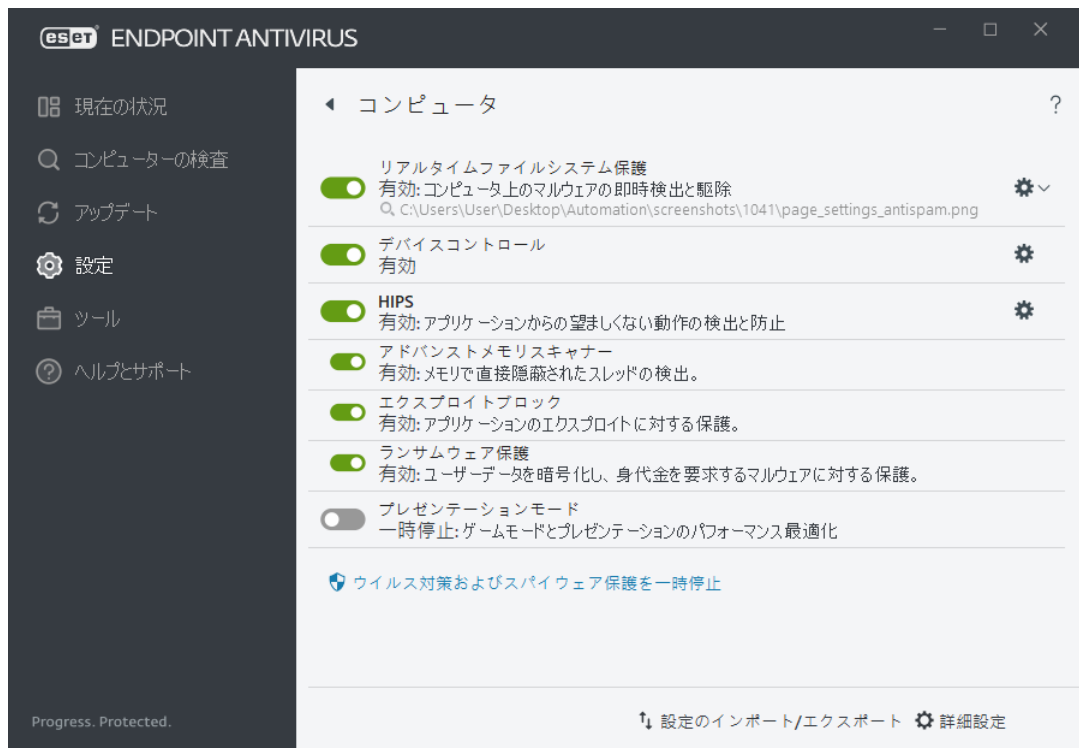 eset ENDPOINT ANTIVIRUS
現在の状況
コンピューターの検査
アップデート
設定
ツール
ヘルプとサポート
Progress. Protected.
コンピュータ
?
リアルタイムファイルシステム保護
有効: コンピュータ上のマルウェアの即時検出と駆除
C:\Users\User\Desktop\Automation\screenshots\1041\page_settings_antispam.png
デバイスコントロール
有効
HIPS
有効: アプリケーションからの望ましくない動作の検出と防止
アドバンストメモリスキャナー
有効: メモリで直接隠蔽されたスレッドの検出。
エクスプロイトブロック
有効: アプリケーションのエクスプロイトに対する保護。
ランサムウェア保護
有効: ユーザーデータを暗号化し、身代金を要求するマルウェアに対する保護。
プレゼンテーションモード
一時停止: ゲームモードとプレゼンテーションのパフォーマンス最適化
ウイルス対策およびスパイウェア保護を一時停止
設定のインポート/エクスポート 詳細設定